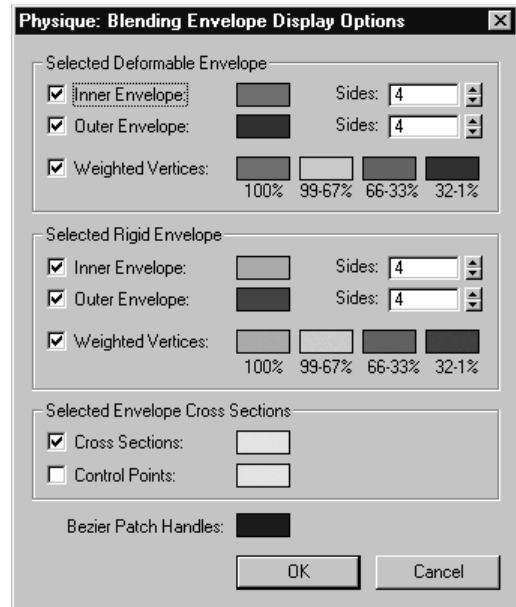 Physique: Blending Envelope Display Options
Selected Deformable Envelope
Inner Envelope: Sides: 4
Outer Envelope: Sides: 4
Weighted Vertices:
100% 99-67% 66-33% 32-1%
Selected Rigid Envelope
Inner Envelope: Sides: 4
Outer Envelope: Sides: 4
Weighted Vertices:
100% 99-67% 66-33% 32-1%
Selected Envelope Cross Sections
Cross Sections:
Control Points:
Bezier Patch Handles:
OK Cancel